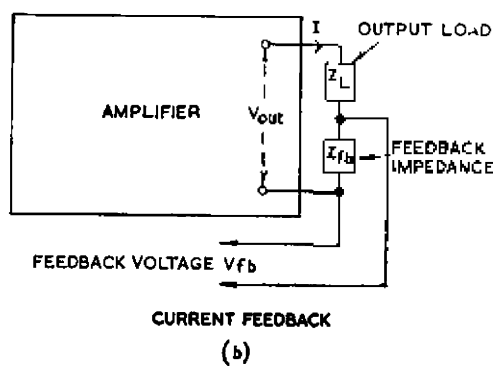 I
OUTPUT LOAD
ZL
AMPLIFIER
Vout
Zfb
FEEDBACK
IMPEDANCE
FEEDBACK VOLTAGE Vfb
CURRENT FEEDBACK
(b)